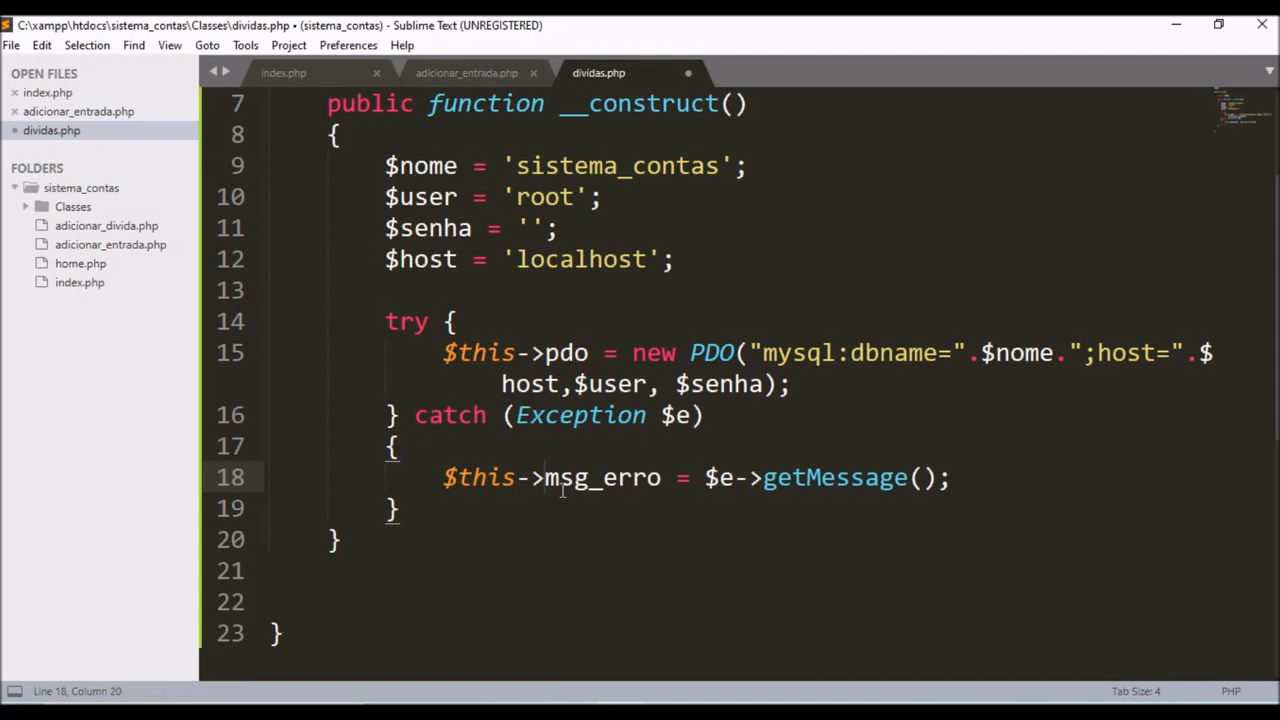 C:\xampp\htdocs\sistema_contas\Classes\dividas.php • (sistema_contas) - Sublime Text (UNREGISTERED)
File Edit Selection Find View Goto Tools Project Preferences Help
OPEN FILES
index.php
adicionar_entrada.php
dividas.php
FOLDERS
sistema_contas
Classes
adicionar_divida.php
adicionar_entrada.php
home.php
index.php
index.php adicionar_entrada.php dividas.php
7 public function __construct()
8 {
9 $nome = 'sistema_contas';
10 $user = 'root';
11 $senha = '';
12 $host = 'localhost';
13
14 try {
15 $this->pdo = new PDO("mysql:dbname=".$nome.";host=".$
host,$user, $senha);
16 } catch (Exception $e)
17 {
18 $this->msg_erro = $e->getMessage();
19 }
20 }
21
22
23 }
Line 18, Column 20 Tab Size: 4 PHP